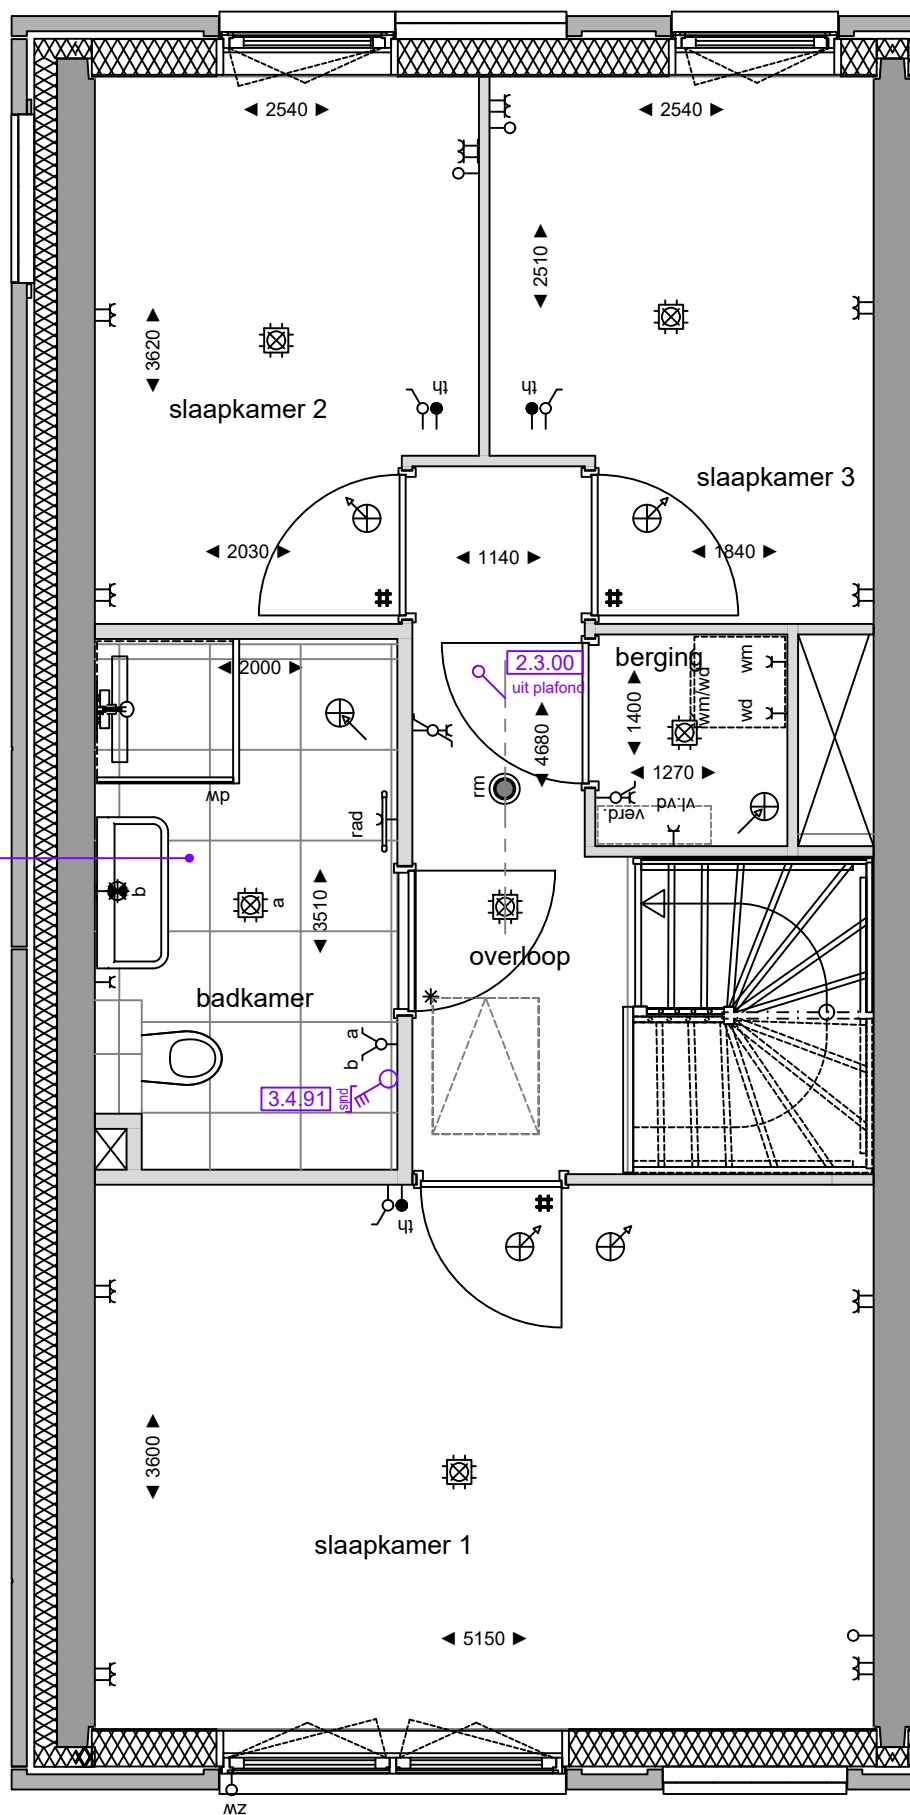 2540
2540
2510
3620
th
th
slaapkamer 2
slaapkamer 3
2030
1140
1840
2.3.00
uit plafond
berging
2000
wm
wm/wd
wd
1400
4680
1270
rm
dw
rad
verd.
vl.vd
b
a
3510
overloop
badkamer
a
b
3.4.91
sind
th
3600
slaapkamer 1
5150
zw